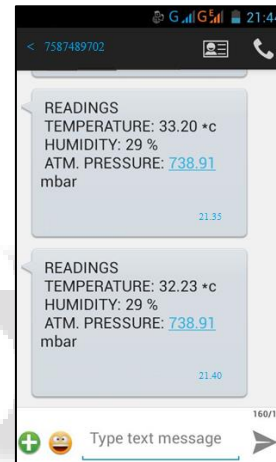 G G E 21:44
< 7587489702
READINGS
TEMPERATURE: 33.20 *c
HUMIDITY: 29 %
ATM. PRESSURE: 738.91
mbar
21.35
READINGS
TEMPERATURE: 32.23 *c
HUMIDITY: 29 %
ATM. PRESSURE: 738.91
mbar
21.40
160/1
Type text message